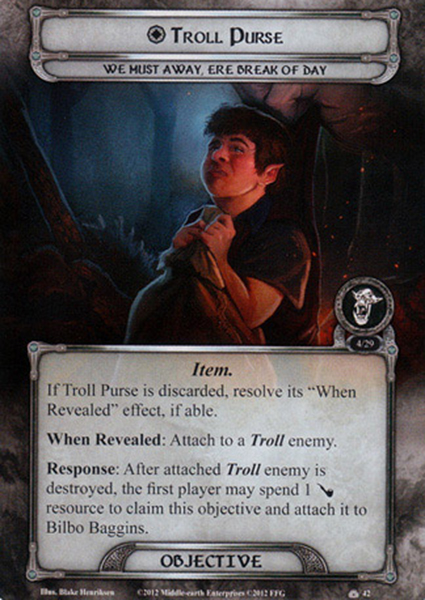 TROLL PURSE
WE MUST AWAY, ERE BREAK OF DAY
4/29
Item.
If Troll Purse is discarded, resolve its “When
Revealed” effect, if able.
When Revealed: Attach to a Troll enemy.
Response: After attached Troll enemy is
destroyed, the first player may spend 1
resource to claim this objective and attach it to
Bilbo Baggins.
OBJECTIVE
Illus. Blake Henriksen ©2012 Middle-earth Enterprises ©2012 FFG 42